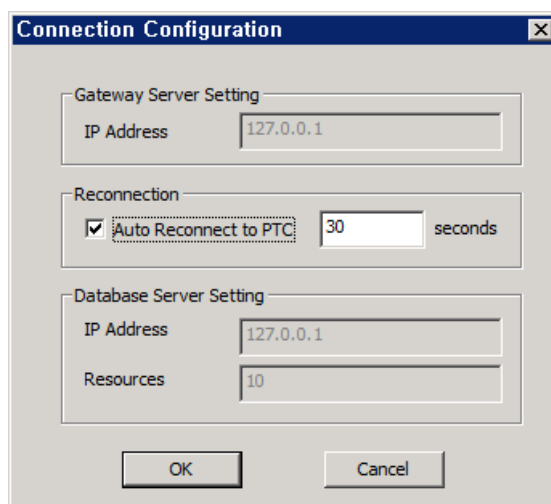 Connection Configuration
Gateway Server Setting
IP Address 127.0.0.1
Reconnection
Auto Reconnect to PTC 30 seconds
Database Server Setting
IP Address 127.0.0.1
Resources 10
OK Cancel